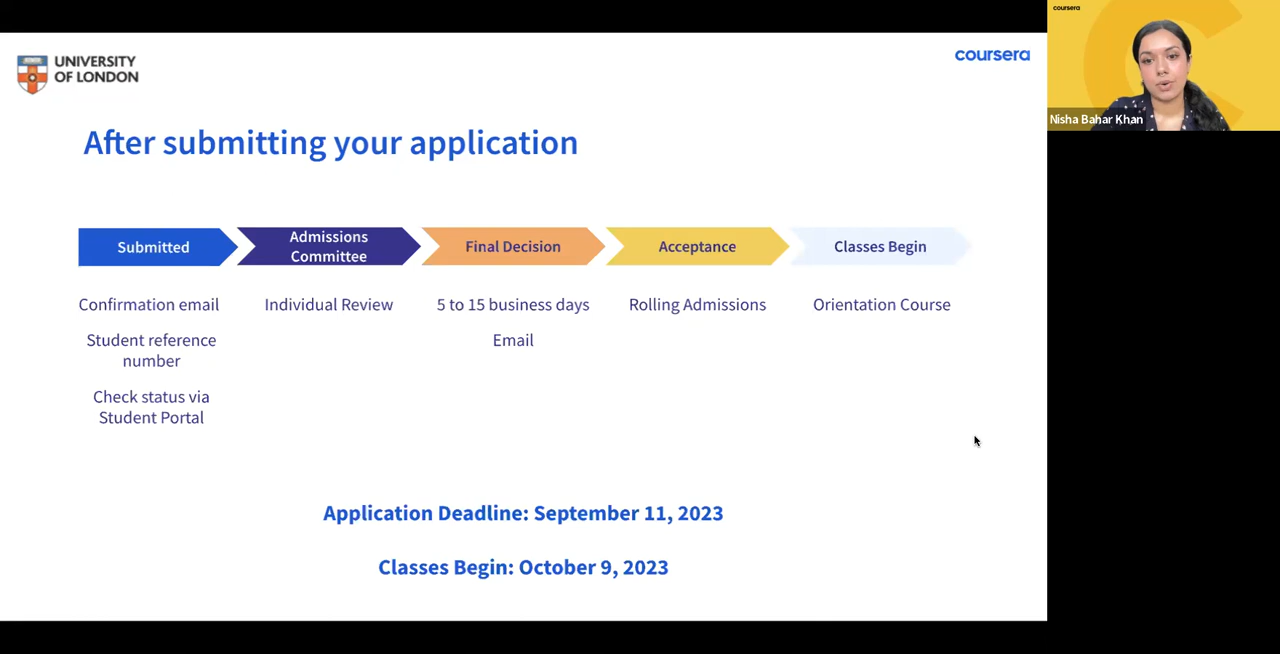 UNIVERSITY
OF LONDON
coursera
coursera
Nisha Bahar Khan
After submitting your application
Submitted
Admissions
Committee
Final Decision
Acceptance
Classes Begin
Confirmation email
Student reference
number
Check status via
Student Portal
Individual Review
5 to 15 business days
Email
Rolling Admissions
Orientation Course
Application Deadline: September 11, 2023
Classes Begin: October 9, 2023